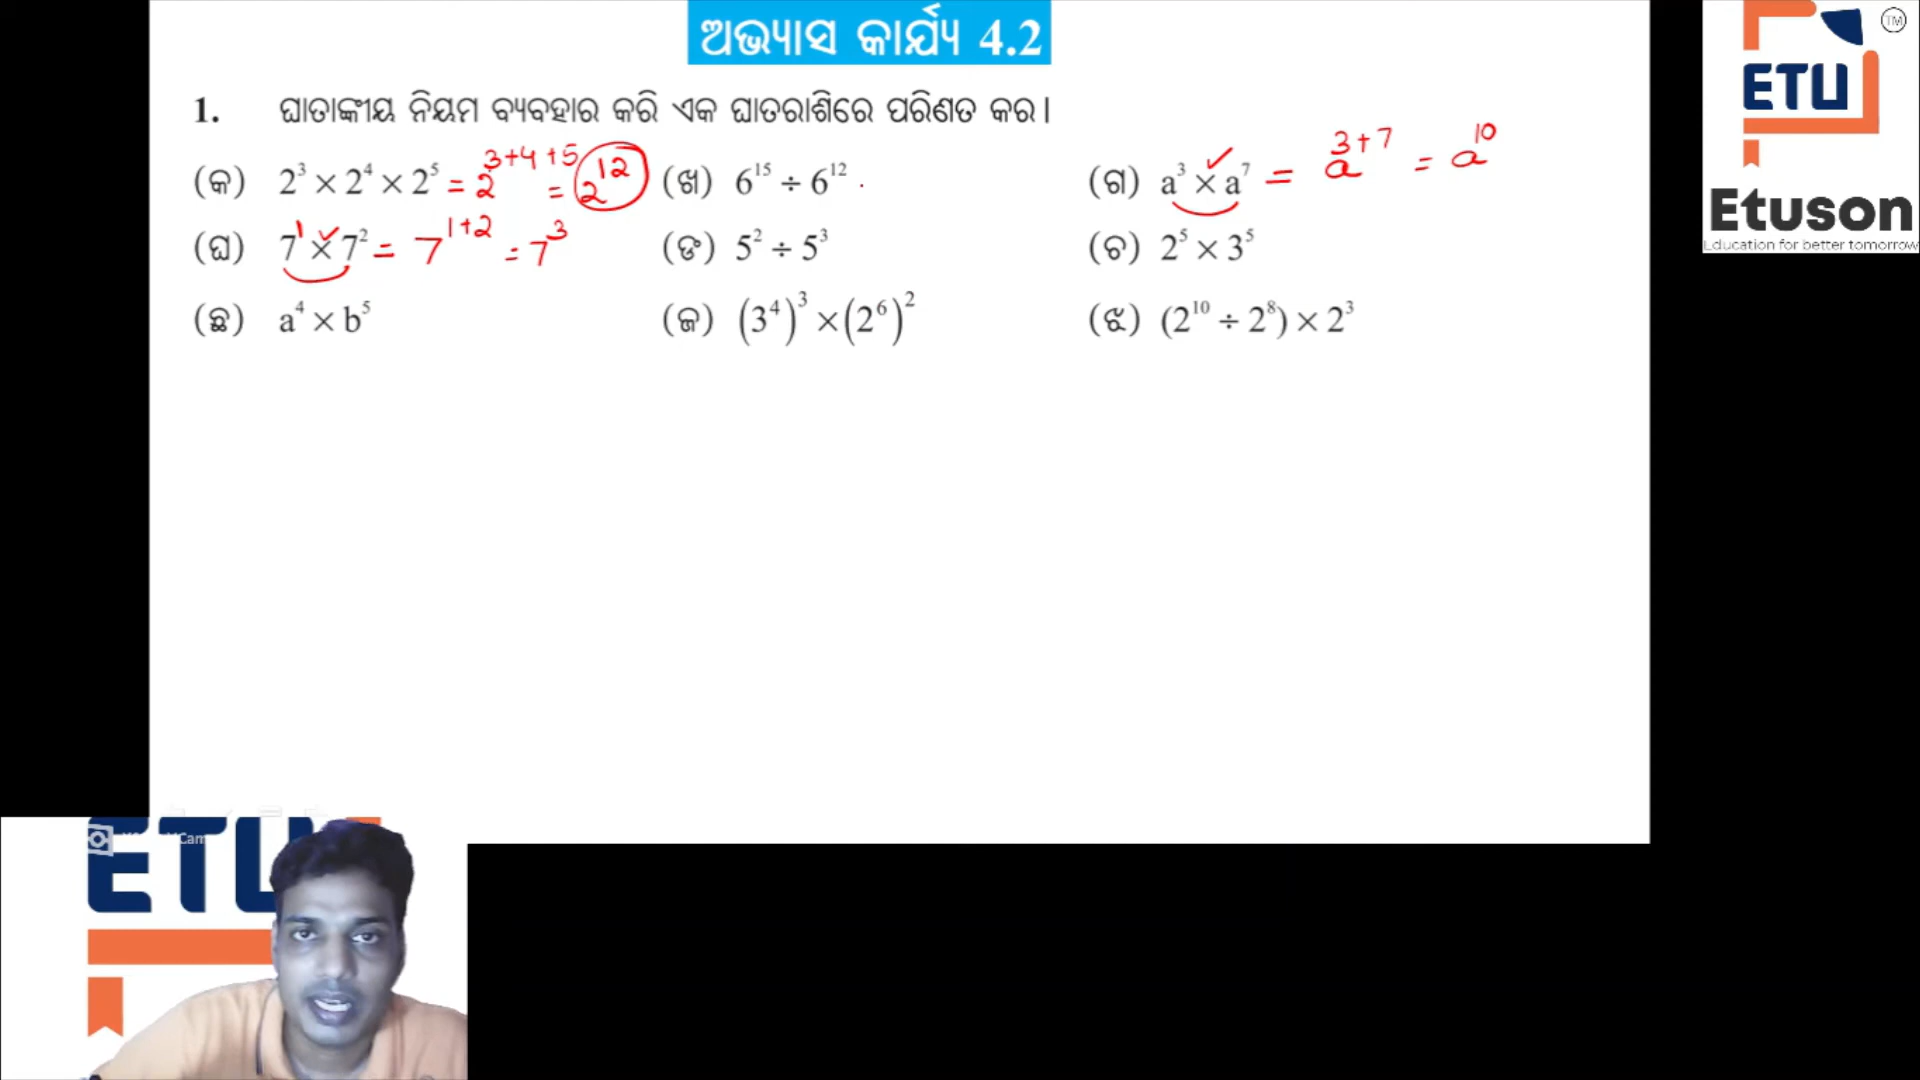 ଅଭ୍ୟାସ କାର୍ଯ୍ୟ 4.2
1. ଘାତାଙ୍କୀୟ ନିୟମ ବ୍ୟବହାର କରି ଏକ ଘାତରାଶିରେ ପରିଣତ କର।
(କ) 2³ × 2⁴ × 2⁵ = 2³⁺⁴⁺⁵ = 2¹² (ଖ) 6¹⁵ ÷ 6¹² (ଗ) a³ × a⁷ = a³⁺⁷ = a¹⁰
(ଘ) 7¹ × 7² = 7¹⁺² = 7³ (ଙ) 5² ÷ 5³ (ଚ) 2⁵ × 3⁵
(ଛ) a⁴ × b⁵ (ଜ) (3⁴)³ × (2⁶)² (ଝ) (2¹⁰ ÷ 2⁸) × 2³
TM
ETU
Etuson
Education for better tomorrow
ETU